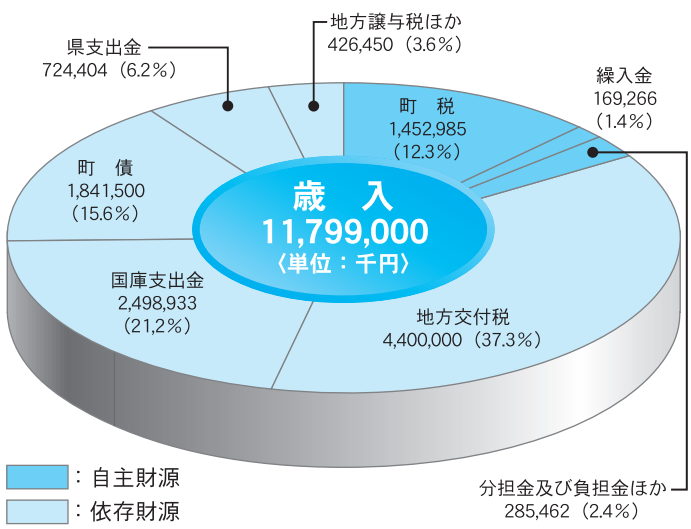 地方譲与税ほか
426,450（3.6％）
県支出金
724,404（6.2％）
繰入金
169,266
（1.4％）
町　税
1,452,985
（12.3％）
町　債
1,841,500
（15.6％）
歳　入
11,799,000
〈単位：千円〉
国庫支出金
2,498,933
（21,2％）
地方交付税
4,400,000（37.3％）
：自主財源
：依存財源
分担金及び負担金ほか
285,462（2.4％）